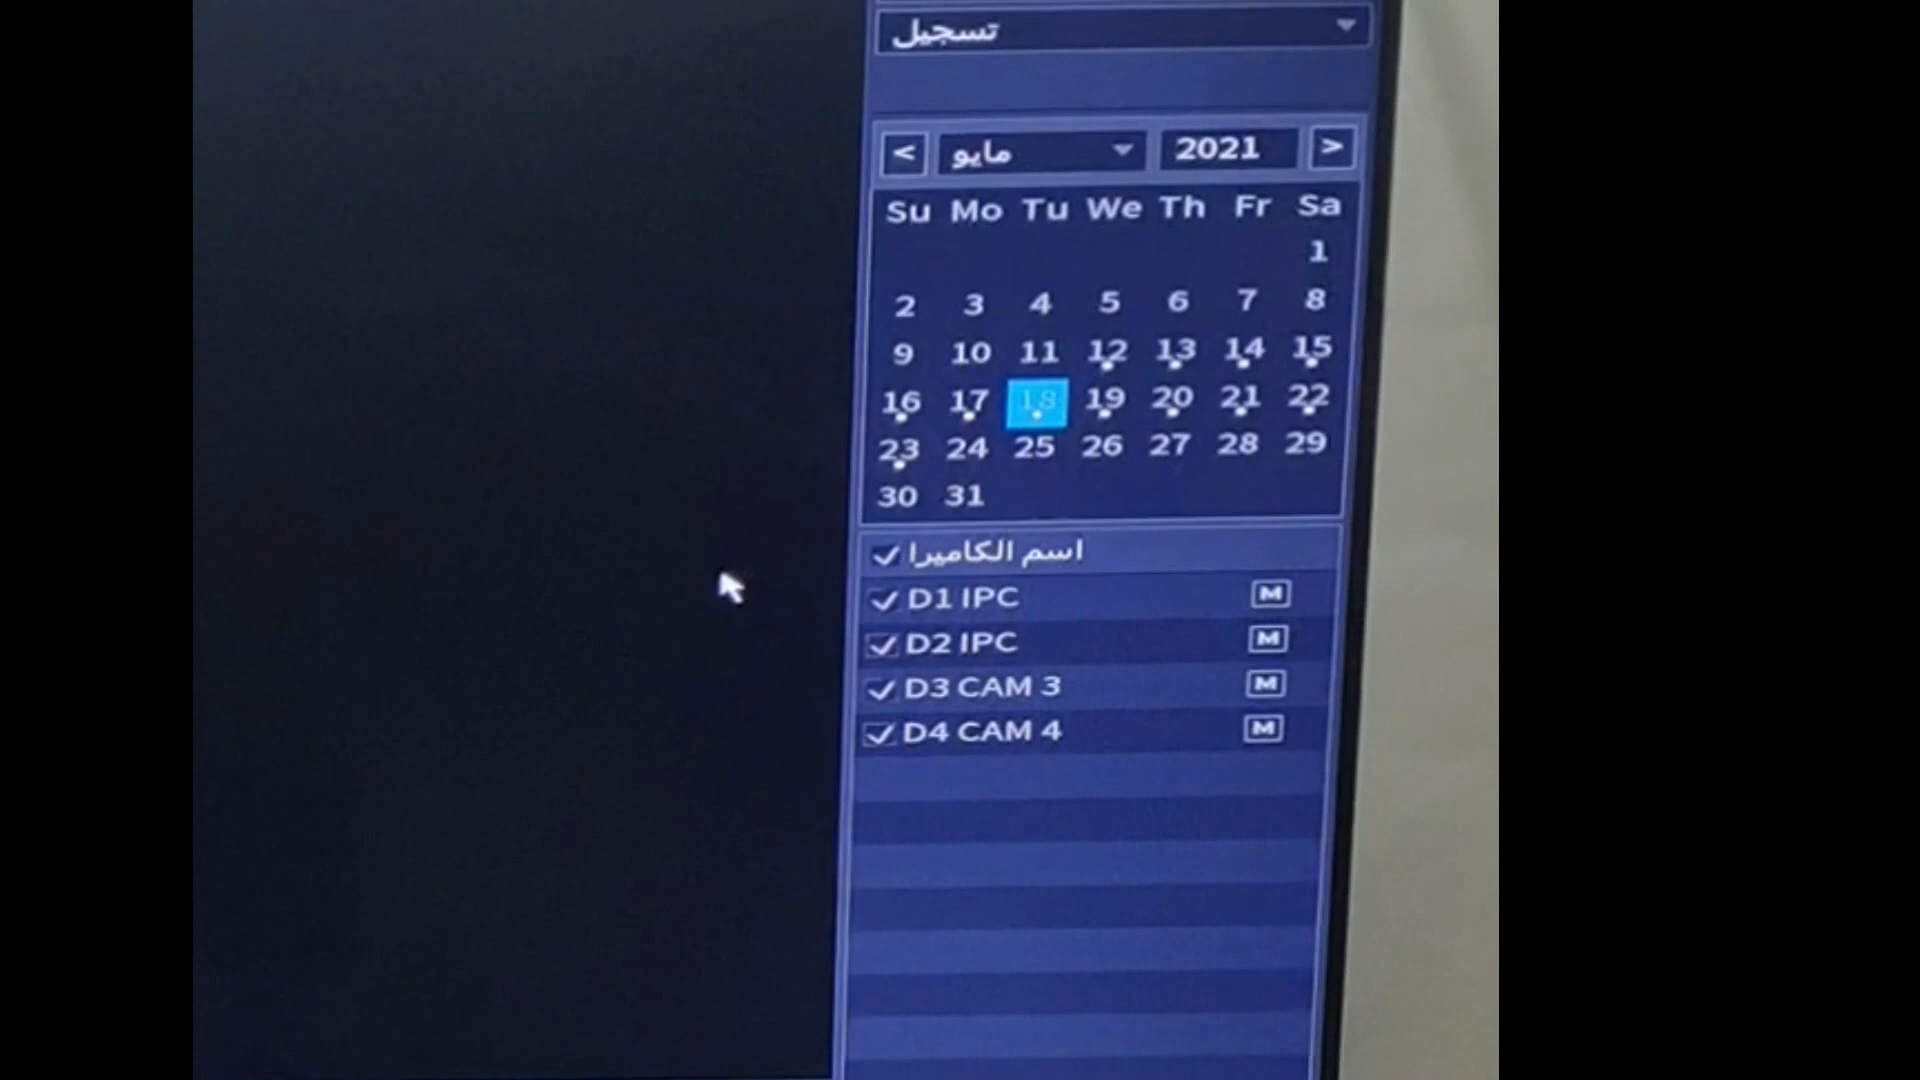 تسجيل
< مايو 2021 >
Su Mo Tu We Th Fr Sa
1
2 3 4 5 6 7 8
9 10 11 12 13 14 15
16 17 18 19 20 21 22
23 24 25 26 27 28 29
30 31
اسم الكاميرا
D1 IPC M
D2 IPC M
D3 CAM 3 M
D4 CAM 4 M